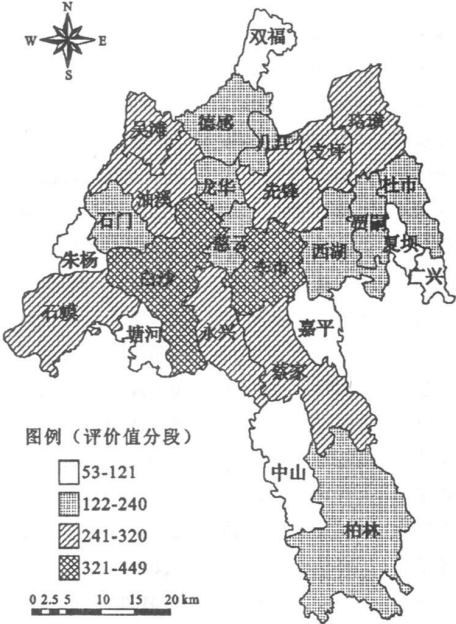 N
W E
S
双福
德感
吴滩
几江
支坪
珞璜
油溪
龙华
先锋
杜市
石门
慈云
贾嗣
夏坝
朱杨
白沙
李市
西湖
广兴
石蟆
塘河
永兴
嘉平
蔡家
中山
柏林
图例（评价值分段）
53-121
122-240
241-320
321-449
0 2.5 5 10 15 20 km